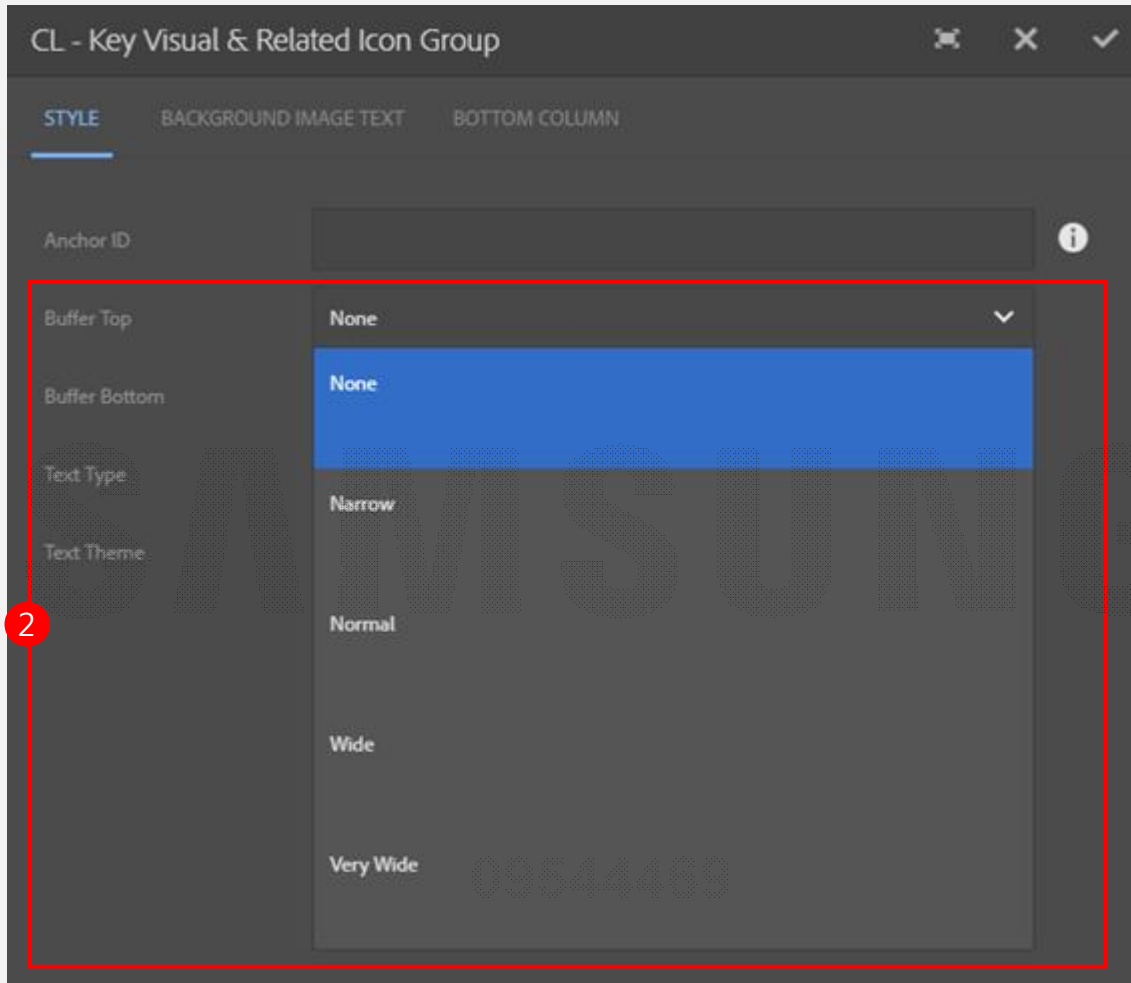 CL - Key Visual & Related Icon Group
STYLE BACKGROUND IMAGE TEXT BOTTOM COLUMN
Anchor ID
Buffer Top None
None
Buffer Bottom
SAMSUNG
Text Type
Narrow
Text Theme
2
Normal
Wide
Very Wide
09544469